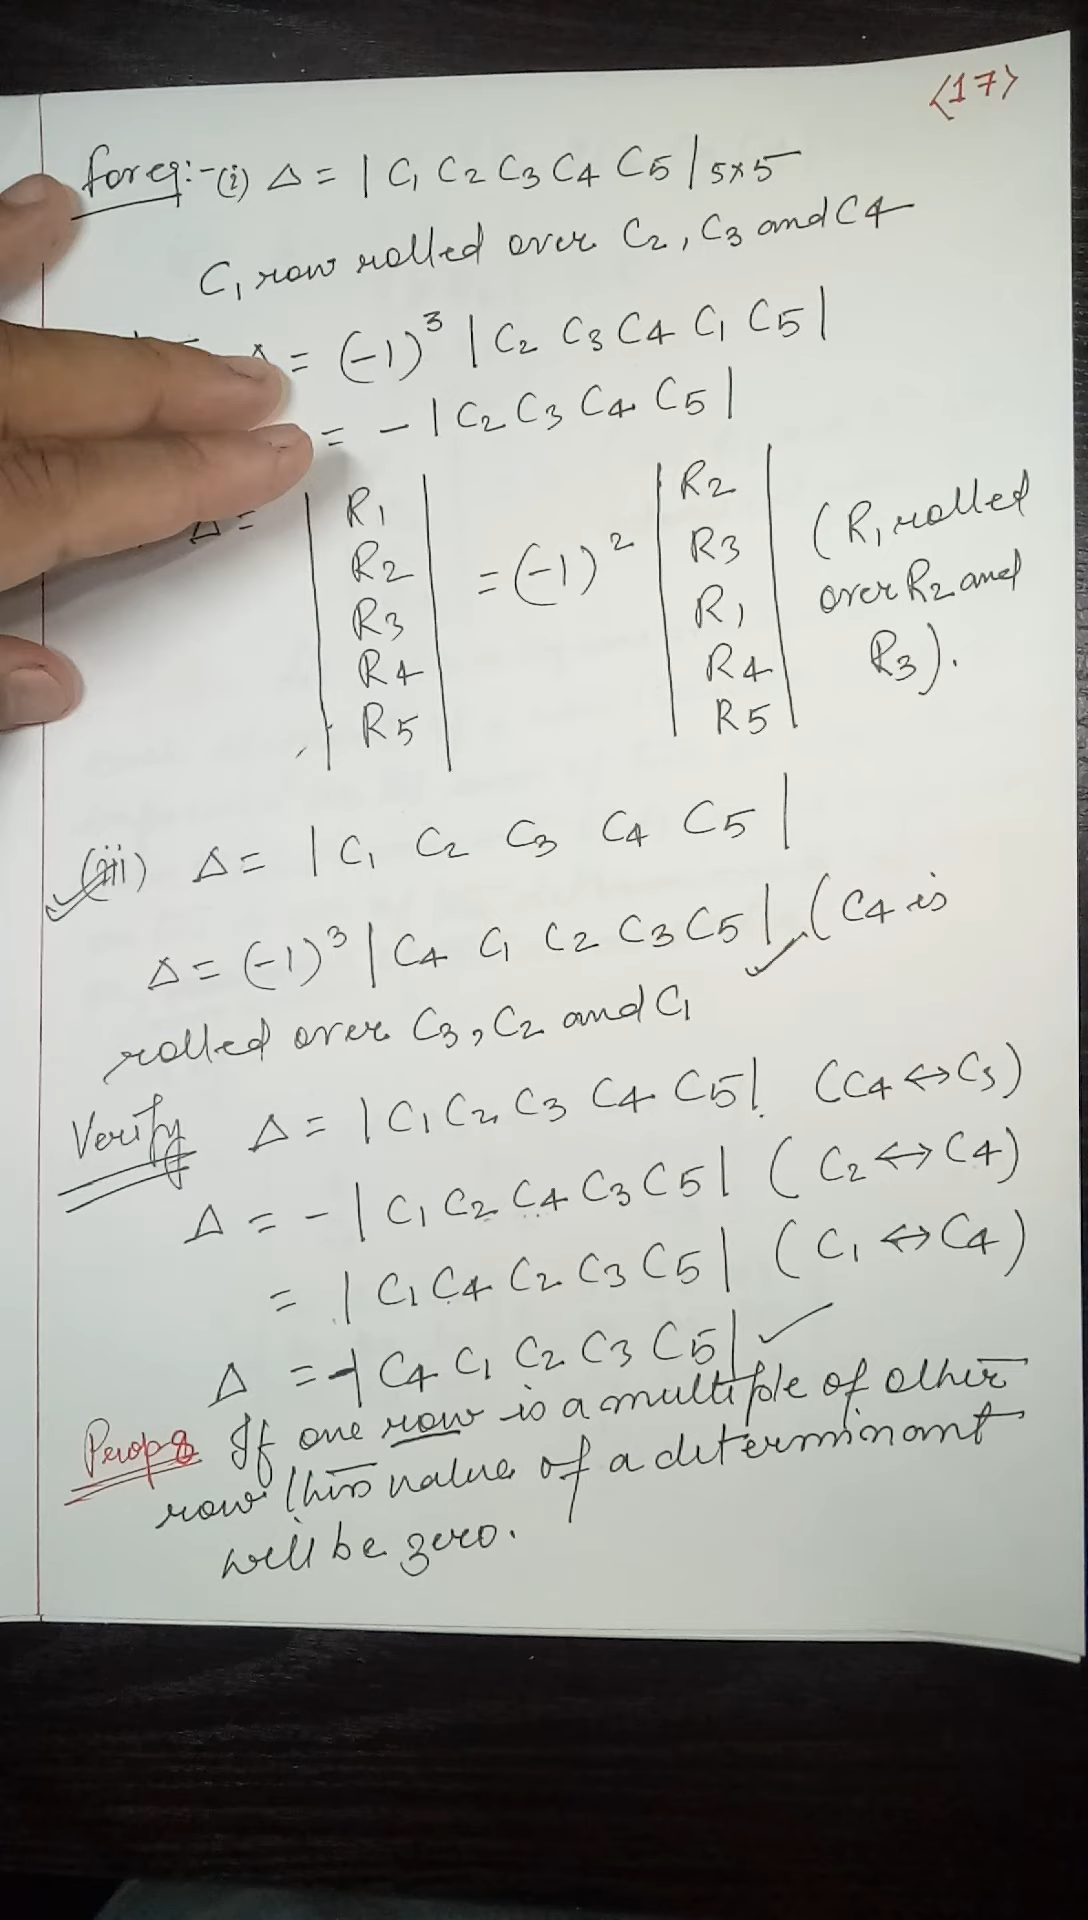 <17>
for eg:- (i) Δ = | C1 C2 C3 C4 C5 | 5x5
C1 row rolled over C2, C3 and C4
Δ = (-1)^3 | C2 C3 C4 C1 C5 |
= - | C2 C3 C4 C5 |
Δ = | R1 R2 R3 R4 R5 | = (-1)^2 | R2 R3 R1 R4 R5 | (R1 rolled over R2 and R3).
(iii) Δ = | C1 C2 C3 C4 C5 |
Δ = (-1)^3 | C4 C1 C2 C3 C5 | (C4 is
rolled over C3, C2 and C1
Verify Δ = | C1 C2 C3 C4 C5 | (C4 ↔ C3)
Δ = - | C1 C2 C4 C3 C5 | (C2 ↔ C4)
= | C1 C4 C2 C3 C5 | (C1 ↔ C4)
Δ = - | C4 C1 C2 C3 C5 | ✓
Prop 8 If one row is a multiple of other
row value of a determinant
will be zero.